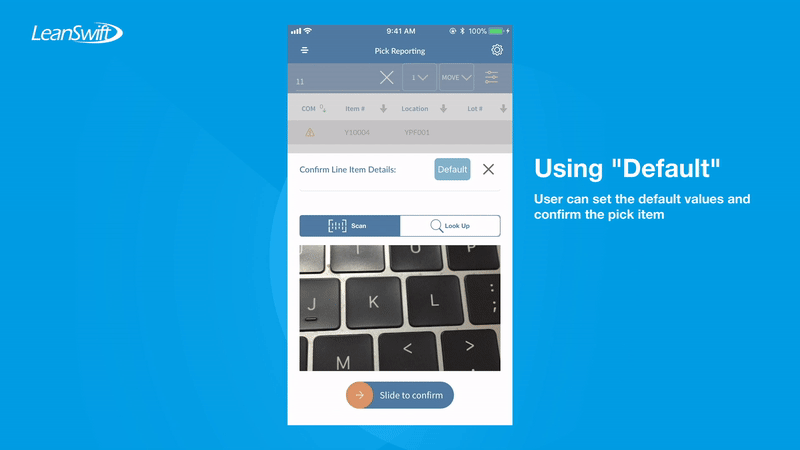 LeanSwift
9:41 AM 100%
Pick Reporting
11 1 MOVE
COM Item # Location Lot #
Y10006 YPF001
Confirm Line Item Details: Default
Scan Look Up
J K L ;
:
M < >
Slide to confirm
Using "Default"
User can set the default values and
confirm the pick item